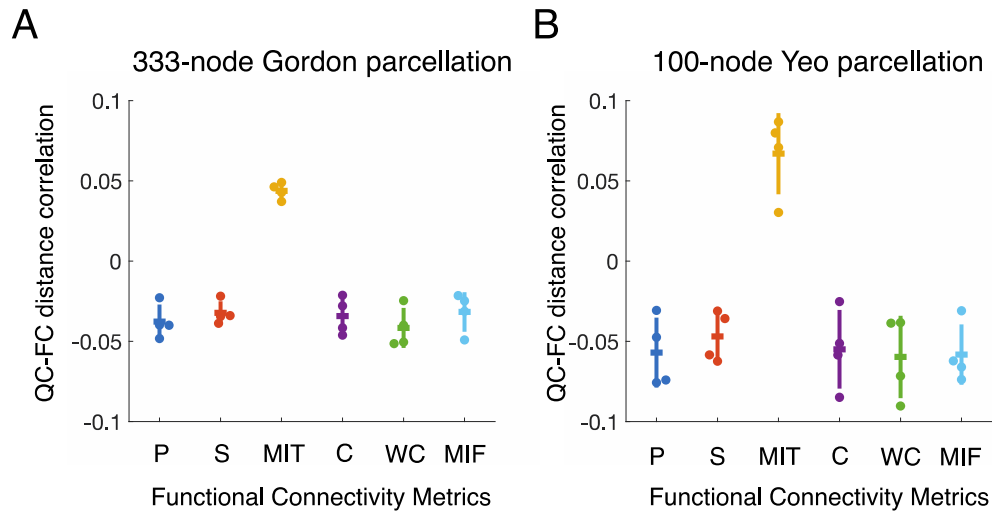 A
333-node Gordon parcellation
QC-FC distance correlation
0.1
0.05
0
−0.05
−0.1
P S MIT C WC MIF
Functional Connectivity Metrics
B
100-node Yeo parcellation
QC-FC distance correlation
0.1
0.05
0
−0.05
−0.1
P S MIT C WC MIF
Functional Connectivity Metrics